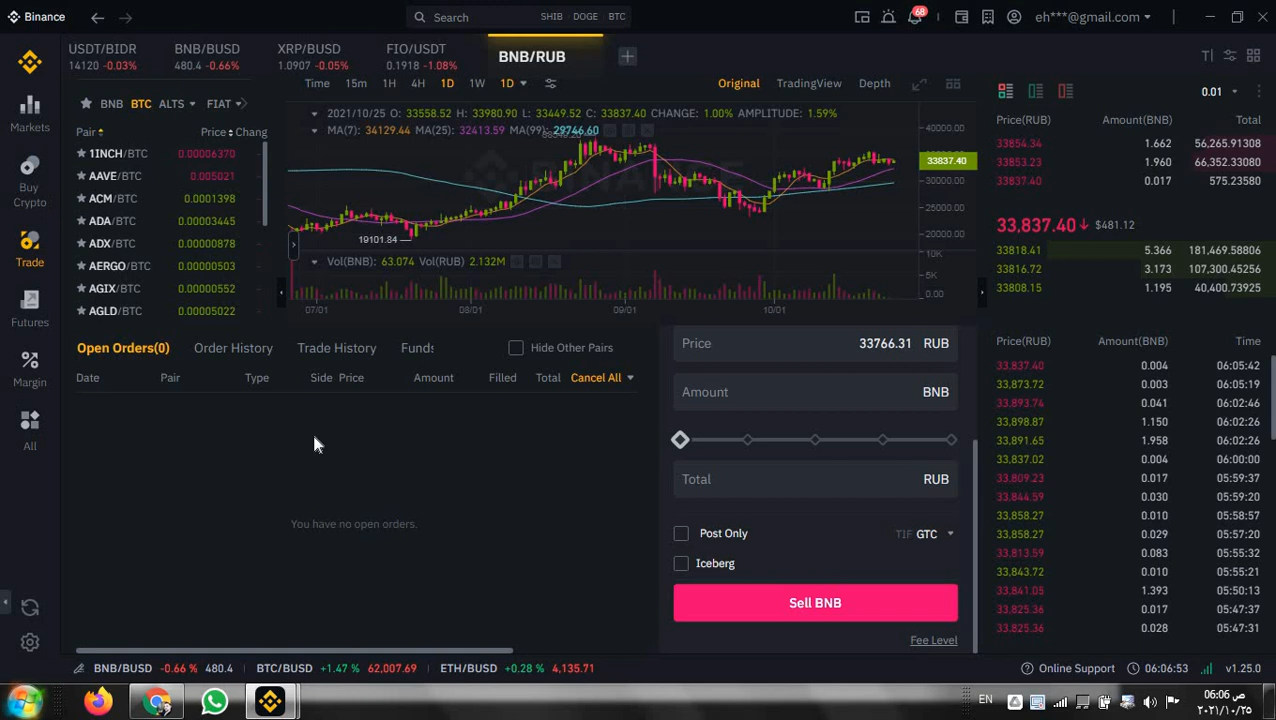 Binance
Search SHIB DOGE BTC
68
eh***@gmail.com
USDT/BIDR BNB/BUSD XRP/BUSD FIO/USDT BNB/RUB
14120 -0.03% 480.4 -0.66% 1.0907 -0.05% 0.1918 -1.08%
Markets
Buy Crypto
Trade
Futures
Margin
All
BNB BTC ALTS FIAT
Pair Price Chang
1INCH/BTC 0.00006370
AAVE/BTC 0.005021
ACM/BTC 0.0001398
ADA/BTC 0.00003445
ADX/BTC 0.00000878
AERGO/BTC 0.00000503
AGIX/BTC 0.00000552
AGLD/BTC 0.00005022
Time 15m 1H 4H 1D 1W 1D Original TradingView Depth
2021/10/25 O: 33558.52 H: 33980.90 L: 33449.52 C: 33837.40 CHANGE: 1.00% AMPLITUDE: 1.59%
MA(7): 34129.44 MA(25): 32413.59 MA(99): 29746.60
40000.00
33837.40
30000.00
25000.00
20000.00
19101.84
Vol(BNB): 63.074 Vol(RUB) 2.132M
10K
5K
0.00
07/01 08/01 09/01 10/01
0.01
Price(RUB) Amount(BNB) Total
33854.34 1.662 56,265.91308
33853.23 1.960 66,352.33080
33837.40 0.017 575.23580
33,837.40 $481.12
33818.41 5.366 181,469.58806
33816.72 3.173 107,300.45256
33808.15 1.195 40,400.73925
Open Orders(0) Order History Trade History Funds Hide Other Pairs
Date Pair Type Side Price Amount Filled Total Cancel All
You have no open orders.
Price 33766.31 RUB
Amount BNB
Total RUB
Post Only TIF GTC
Iceberg
Sell BNB
Fee Level
Price(RUB) Amount(BNB) Time
33,837.40 0.004 06:05:42
33,873.72 0.003 06:05:19
33,893.74 0.041 06:02:46
33,898.87 1.150 06:02:26
33,891.65 1.958 06:02:26
33,837.02 0.004 06:00:00
33,809.23 0.017 05:59:37
33,844.59 0.030 05:59:20
33,858.27 0.010 05:58:57
33,858.27 0.029 05:57:20
33,813.59 0.083 05:55:32
33,843.72 0.010 05:55:21
33,841.05 1.393 05:50:13
33,825.36 0.017 05:47:37
33,825.36 0.028 05:47:31
BNB/BUSD -0.66 % 480.4 BTC/BUSD +1.47 % 62,007.69 ETH/BUSD +0.28 % 4,135.71 Online Support 06:06:53 v1.25.0
EN
06:06 ص
٢٠٢١/١٠/٢٥